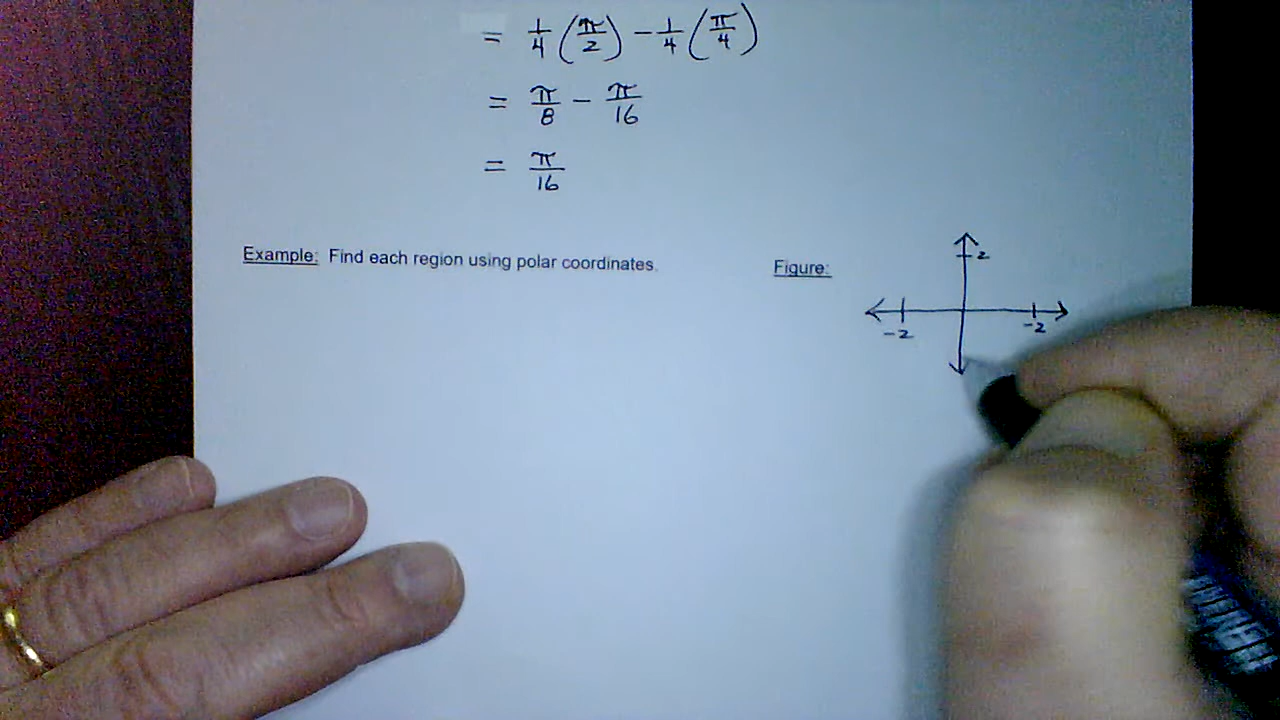 = 1/4 (π/2) - 1/4 (π/4)
= π/8 - π/16
= π/16
Example: Find each region using polar coordinates.
Figure:
2
-2 -2